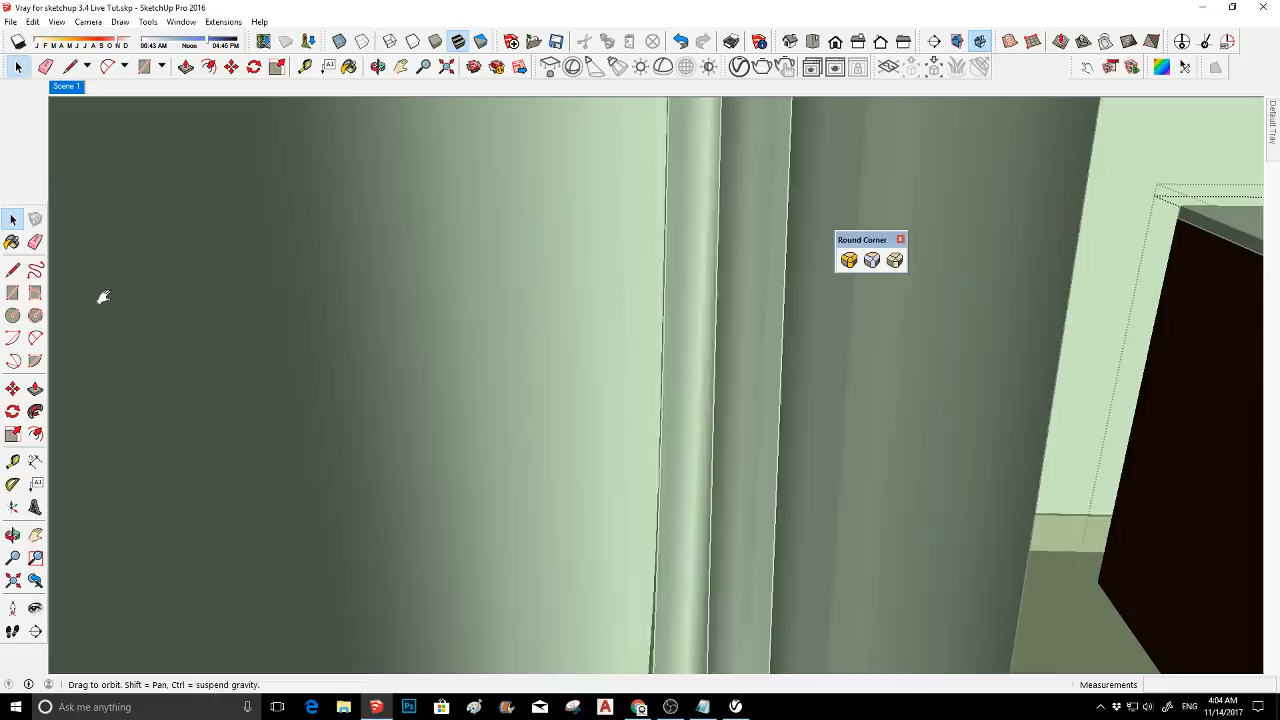 Vray for sketchup 3.4 Live Tut.skp - SketchUp Pro 2016
File Edit View Camera Draw Tools Window Extensions Help
J F M A M J J A S O N D 06:43 AM Noon 04:45 PM
Scene 1
Default Tray
Round Corner
Drag to orbit. Shift = Pan, Ctrl = suspend gravity.
Measurements
Ask me anything
ENG
4:04 AM
11/14/2017